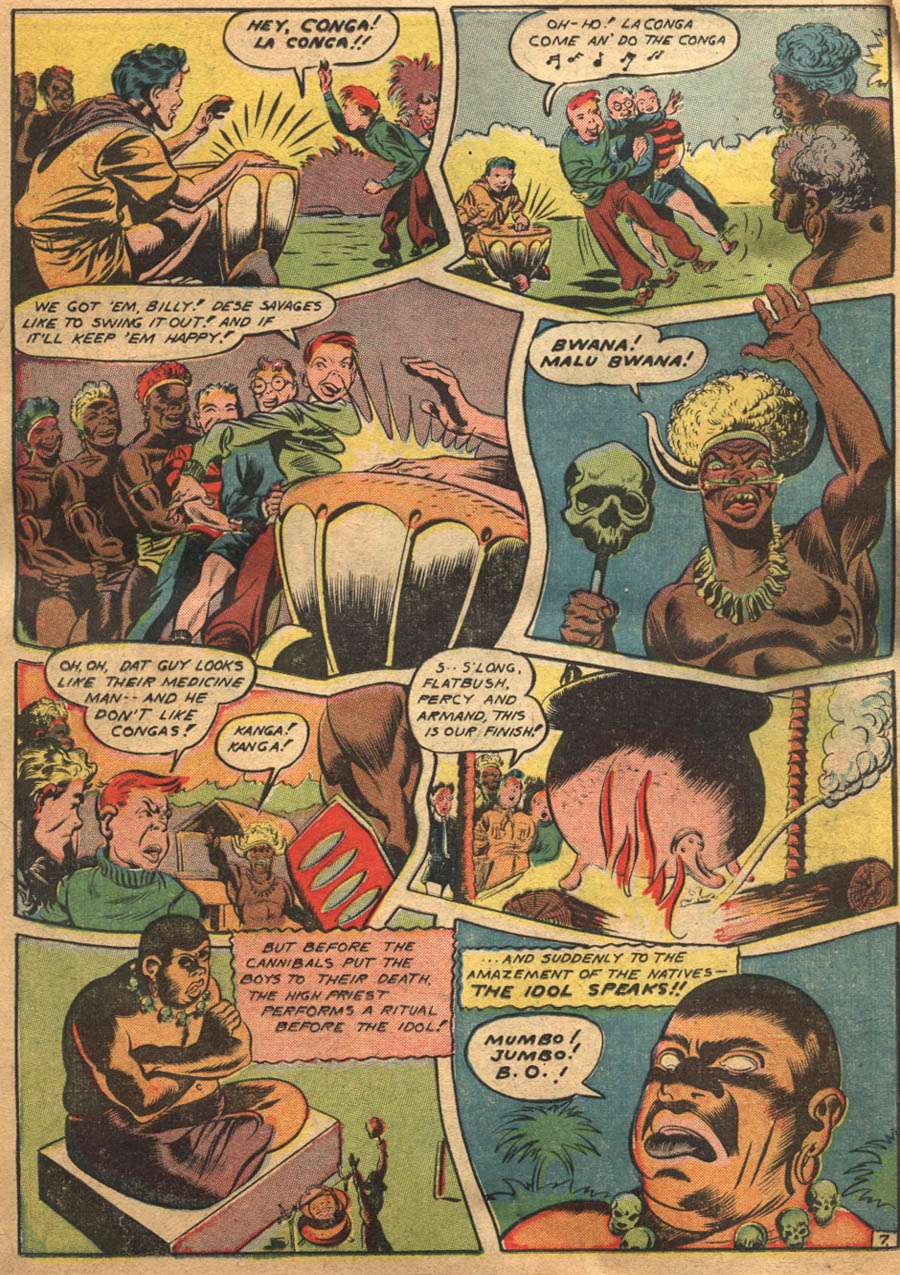 HEY, CONGA!
LA CONGA!!
OH-HO! LA CONGA
COME AN' DO THE CONGA
WE GOT 'EM, BILLY! DESE SAVAGES
LIKE TO SWING IT OUT! AND IF
IT'LL KEEP 'EM HAPPY!
BWANA!
MALU BWANA!
OH, OH, DAT GUY LOOKS
LIKE THEIR MEDICINE
MAN-- AND HE
DON'T LIKE
CONGAS!
KANGA!
KANGA!
S.. S'LONG,
FLATBUSH,
PERCY AND
ARMAND, THIS
IS OUR FINISH!
BUT BEFORE THE
CANNIBALS PUT THE
BOYS TO THEIR DEATH,
THE HIGH PRIEST
PERFORMS A RITUAL
BEFORE THE IDOL!
...AND SUDDENLY TO THE
AMAZEMENT OF THE NATIVES—
THE IDOL SPEAKS!!
MUMBO!
JUMBO!
B.O..!
7